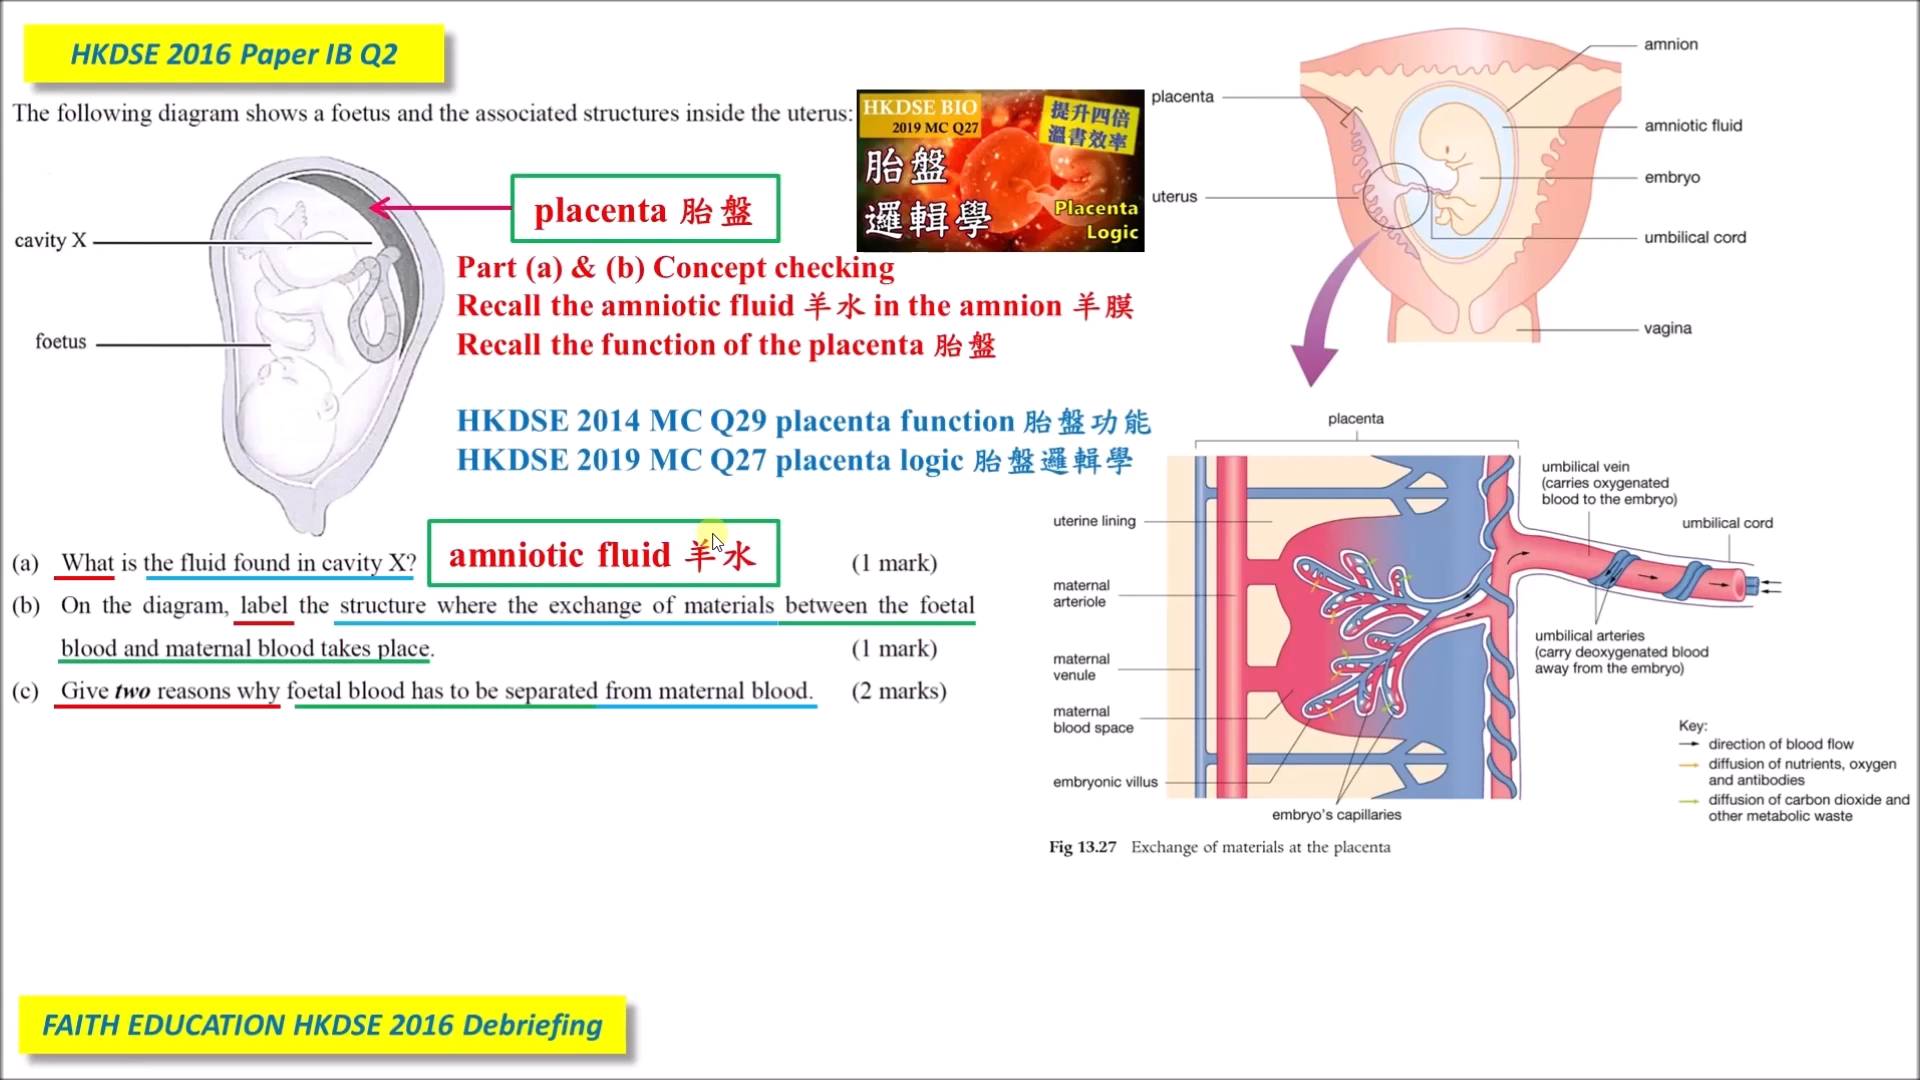 HKDSE 2016 Paper IB Q2
The following diagram shows a foetus and the associated structures inside the uterus:
cavity X
foetus
placenta 胎盤
HKDSE BIO
2019 MC Q27
提升四倍
溫書效率
胎盤
邏輯學
Placenta
Logic
Part (a) & (b) Concept checking
Recall the amniotic fluid 羊水 in the amnion 羊膜
Recall the function of the placenta 胎盤
HKDSE 2014 MC Q29 placenta function 胎盤功能
HKDSE 2019 MC Q27 placenta logic 胎盤邏輯學
amniotic fluid 羊水
(a) What is the fluid found in cavity X? (1 mark)
(b) On the diagram, label the structure where the exchange of materials between the foetal
blood and maternal blood takes place. (1 mark)
(c) Give two reasons why foetal blood has to be separated from maternal blood. (2 marks)
placenta
uterus
amnion
amniotic fluid
embryo
umbilical cord
vagina
placenta
uterine lining
maternal
arteriole
maternal
venule
maternal
blood space
embryonic villus
embryo's capillaries
umbilical vein
(carries oxygenated
blood to the embryo)
umbilical cord
umbilical arteries
(carry deoxygenated blood
away from the embryo)
Key:
direction of blood flow
diffusion of nutrients, oxygen
and antibodies
diffusion of carbon dioxide and
other metabolic waste
Fig 13.27 Exchange of materials at the placenta
FAITH EDUCATION HKDSE 2016 Debriefing